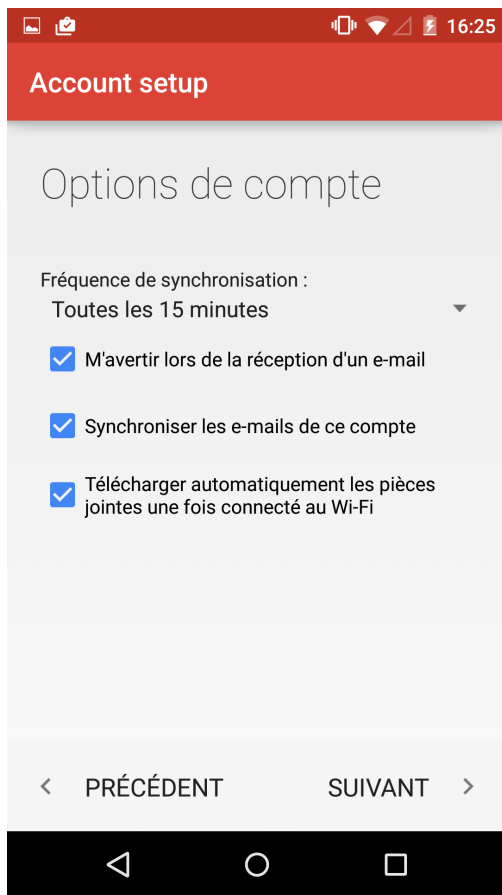 16:25
Account setup
Options de compte
Fréquence de synchronisation :
Toutes les 15 minutes
M'avertir lors de la réception d'un e-mail
Synchroniser les e-mails de ce compte
Télécharger automatiquement les pièces
jointes une fois connecté au Wi-Fi
PRÉCÉDENT SUIVANT